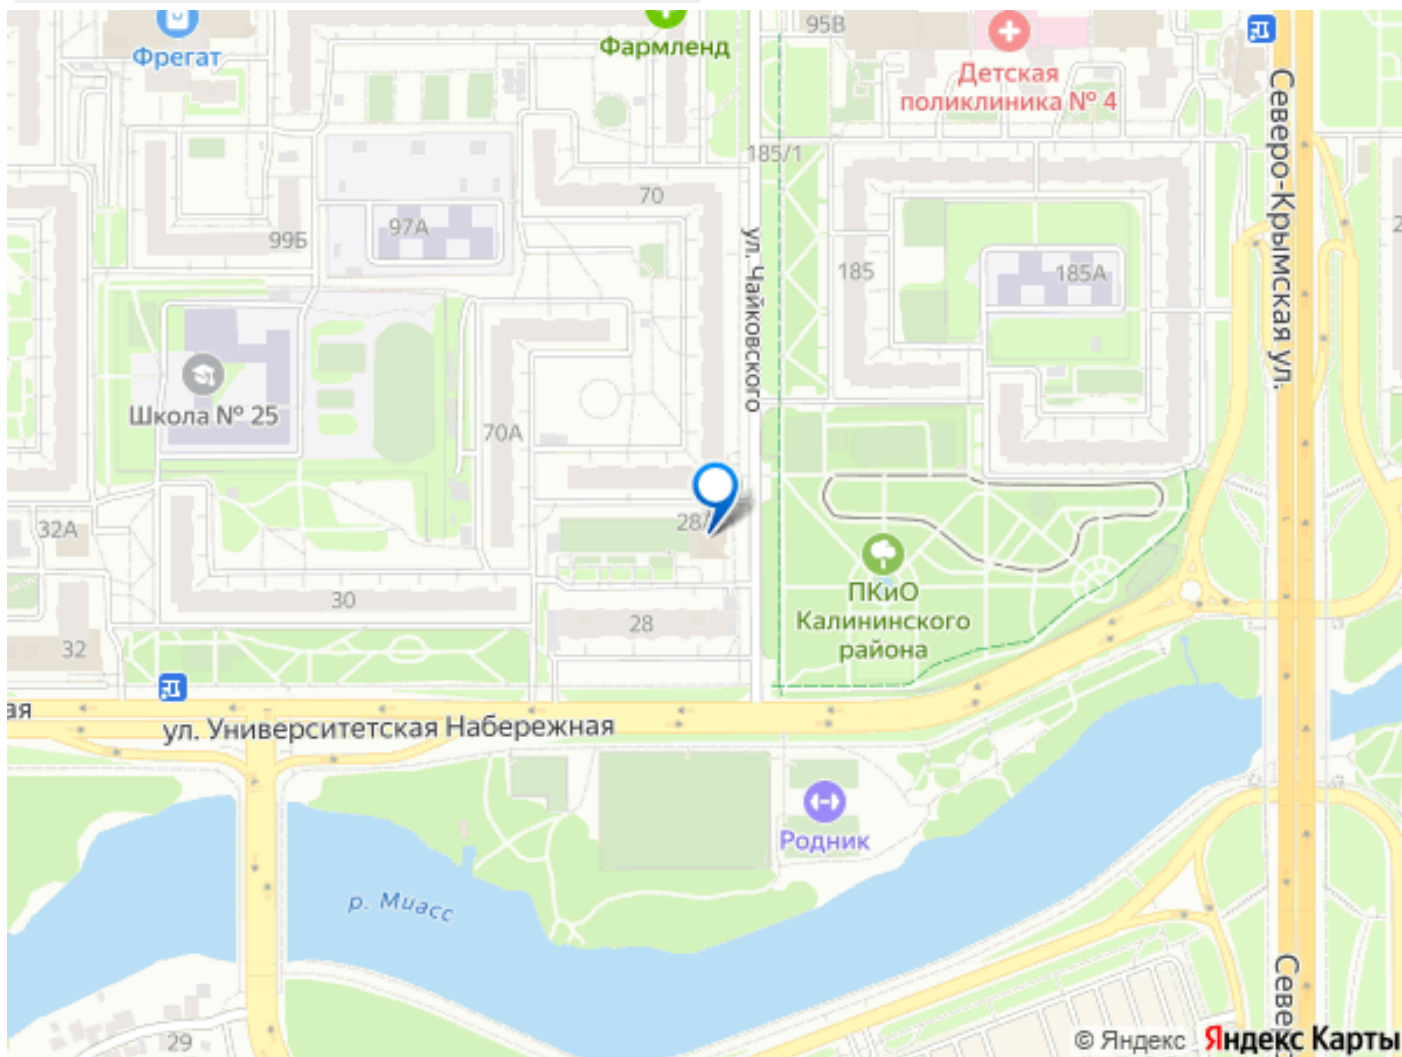 Фрегат
Фармленд
95В
Детская
поликлиника № 4
Северо-Крымская ул.
185/1
70
97А
99Б
ул. Чайковского
185
185А
Школа № 25
70А
32А
28/
ПКиО
Калининского
района
30
28
32
ая
ул. Университетская Набережная
Родник
р. Миасс
Севе
29
© Яндекс Яндекс Карты